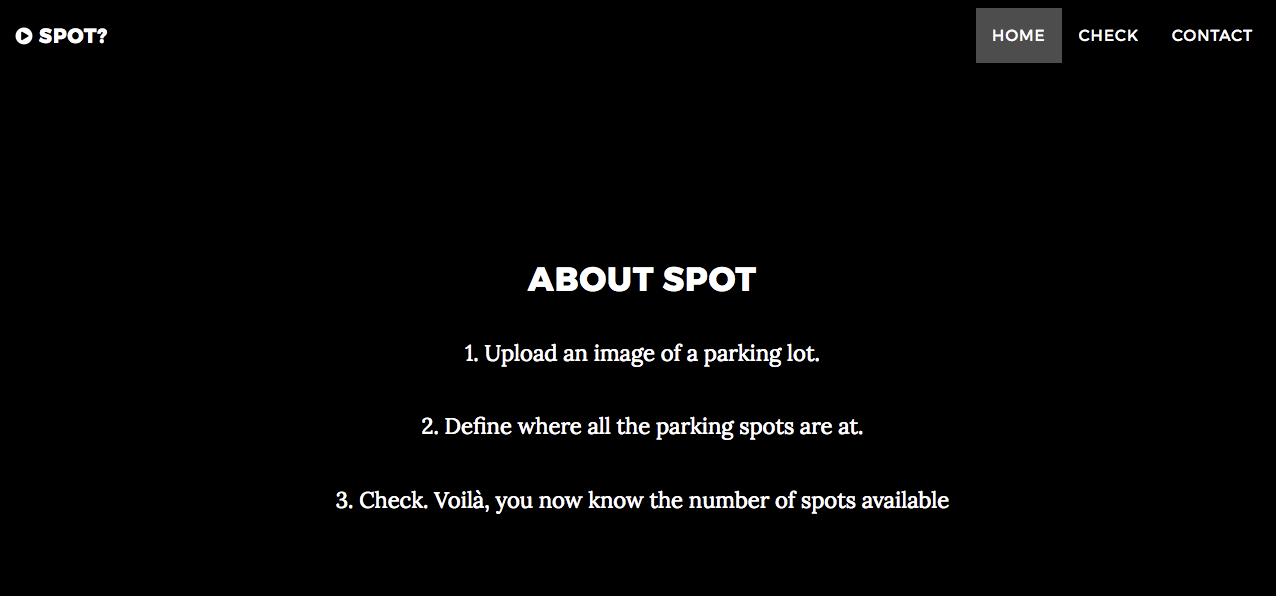 SPOT?
HOME CHECK CONTACT
ABOUT SPOT
1. Upload an image of a parking lot.
2. Define where all the parking spots are at.
3. Check. Voilà, you now know the number of spots available